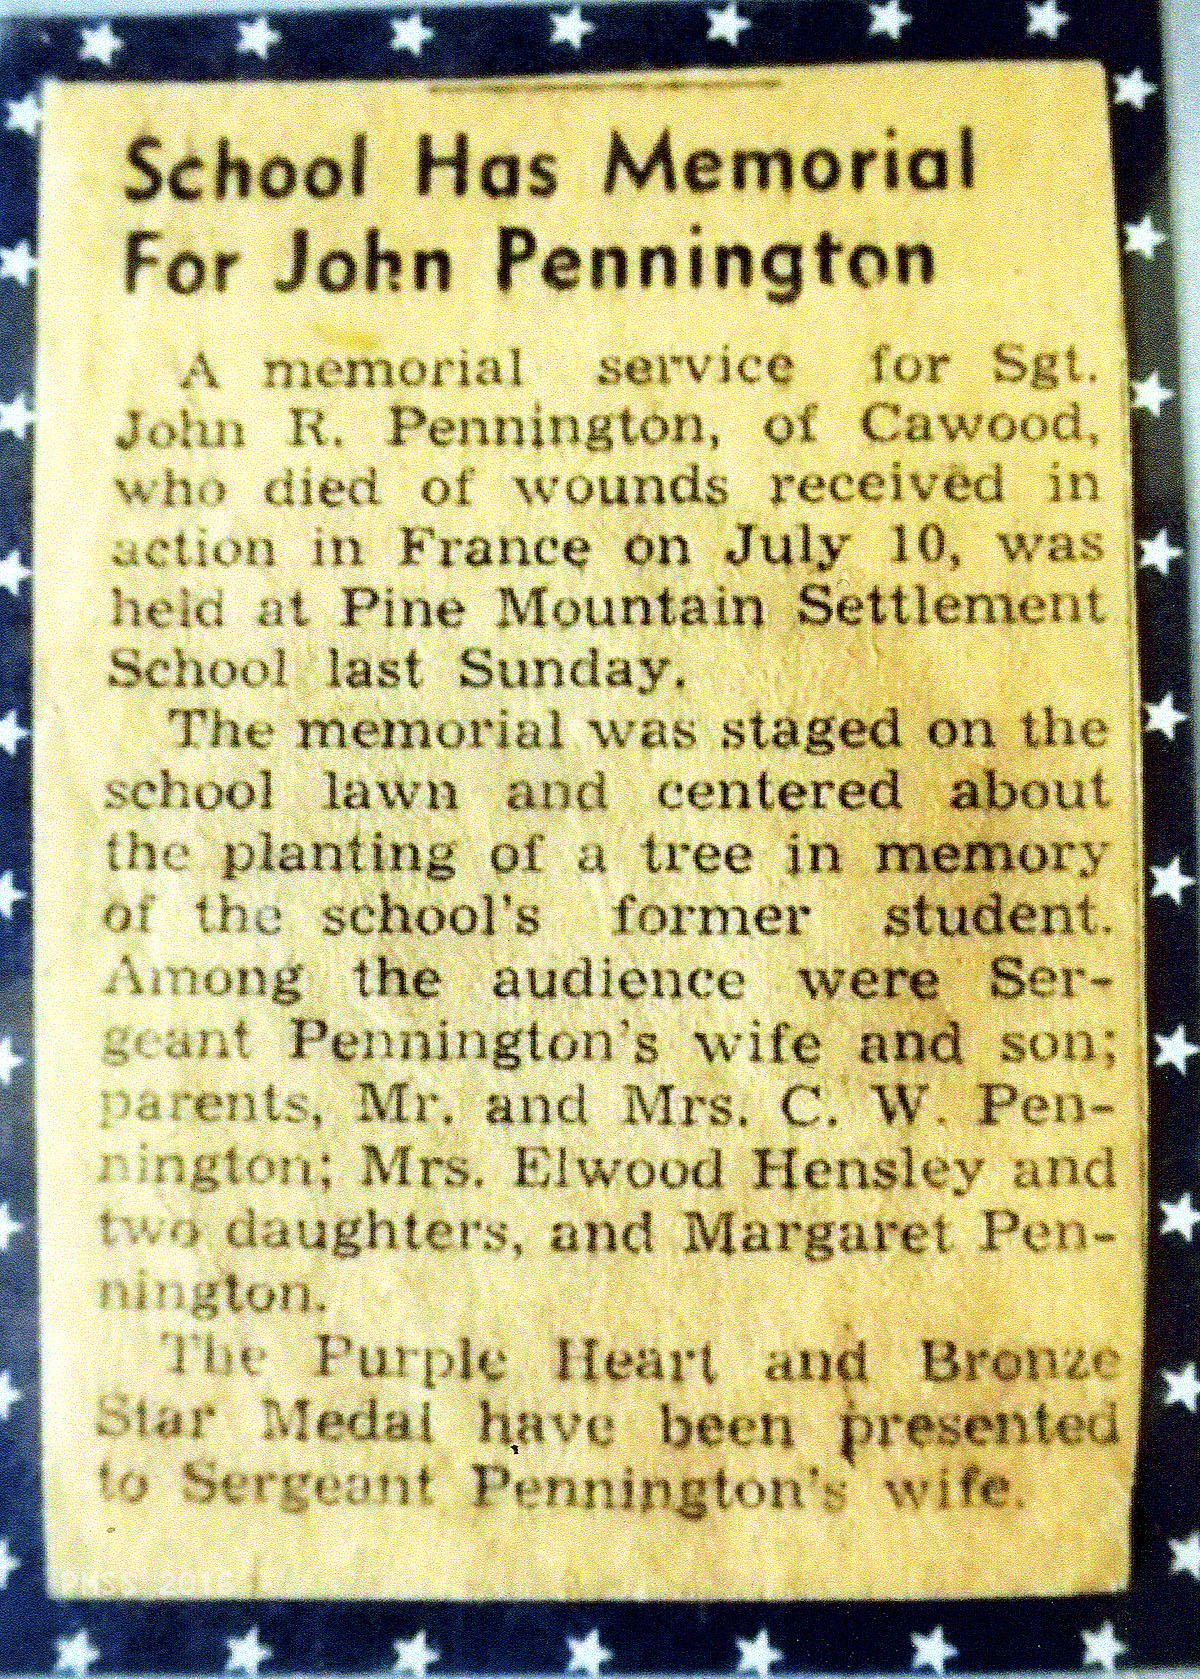 School Has Memorial
For John Pennington
A memorial service for Sgt.
John R. Pennington, of Cawood,
who died of wounds received in
action in France on July 10, was
held at Pine Mountain Settlement
School last Sunday.
The memorial was staged on the
school lawn and centered about
the planting of a tree in memory
of the school's former student.
Among the audience were Ser-
geant Pennington's wife and son;
parents, Mr. and Mrs. C. W. Pen-
nington; Mrs. Elwood Hensley and
two daughters, and Margaret Pen-
nington.
The Purple Heart and Bronze
Star Medal have been presented
to Sergeant Pennington's wife.